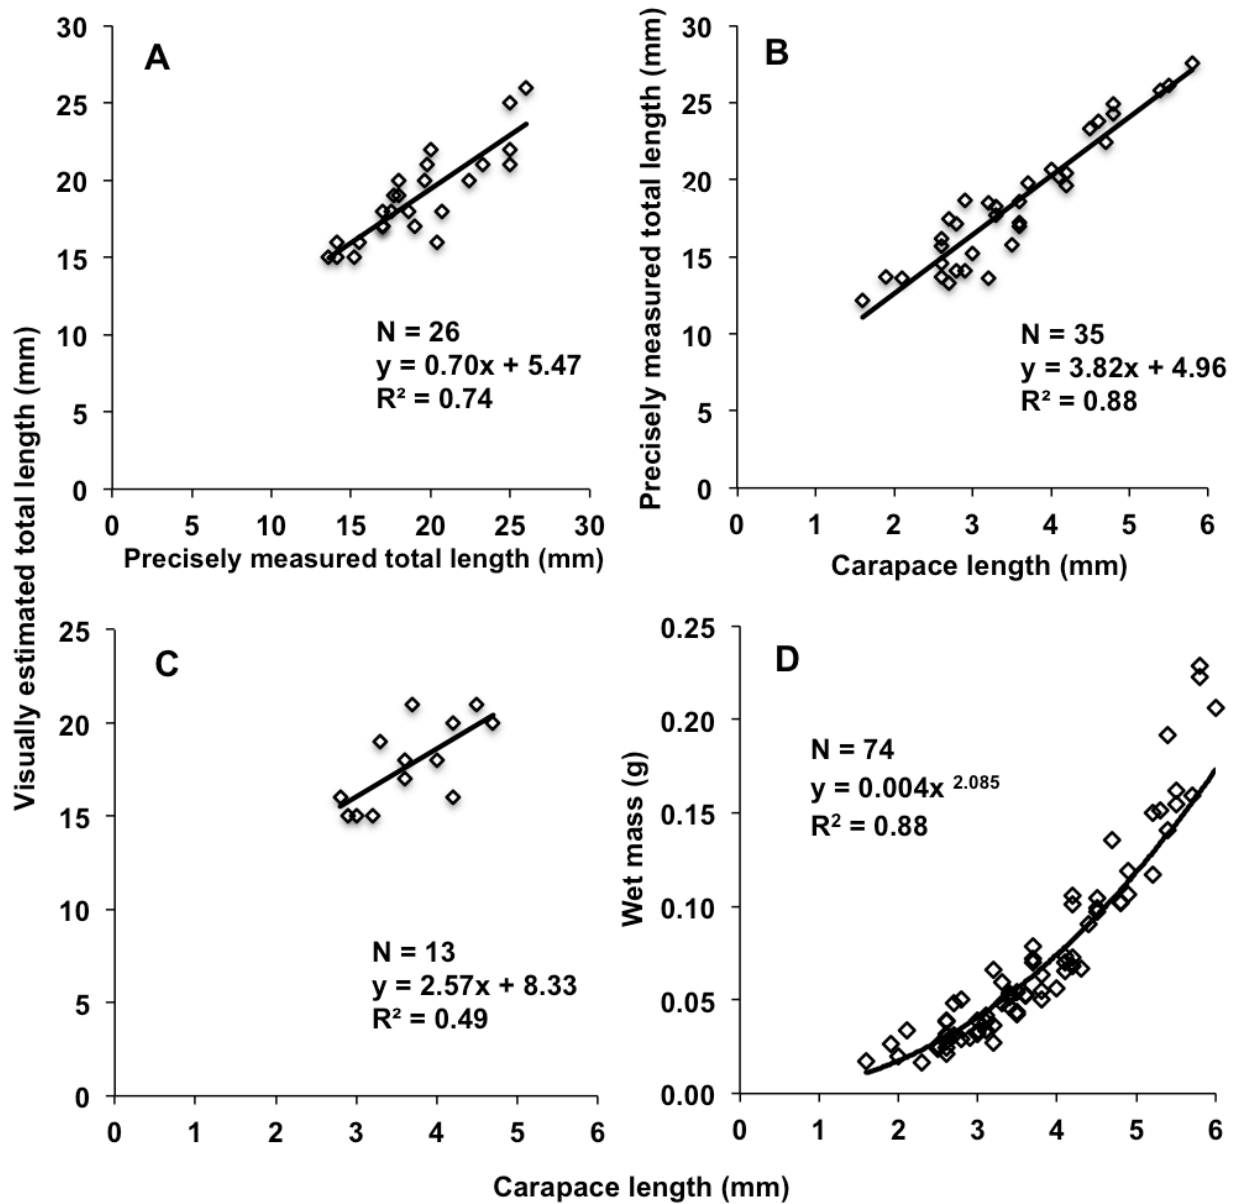 A
30
25
20
15
10
5
0
0 5 10 15 20 25 30
Precisely measured total length (mm)
N = 26
y = 0.70x + 5.47
R² = 0.74
B
Precisely measured total length (mm)
30
25
20
15
10
5
0
0 1 2 3 4 5 6
Carapace length (mm)
N = 35
y = 3.82x + 4.96
R² = 0.88
Visually estimated total length (mm)
C
25
20
15
10
5
0
0 1 2 3 4 5 6
N = 13
y = 2.57x + 8.33
R² = 0.49
D
Wet mass (g)
0.25
0.20
0.15
0.10
0.05
0.00
0 1 2 3 4 5 6
N = 74
y = 0.004x ^2.085
R² = 0.88
Carapace length (mm)